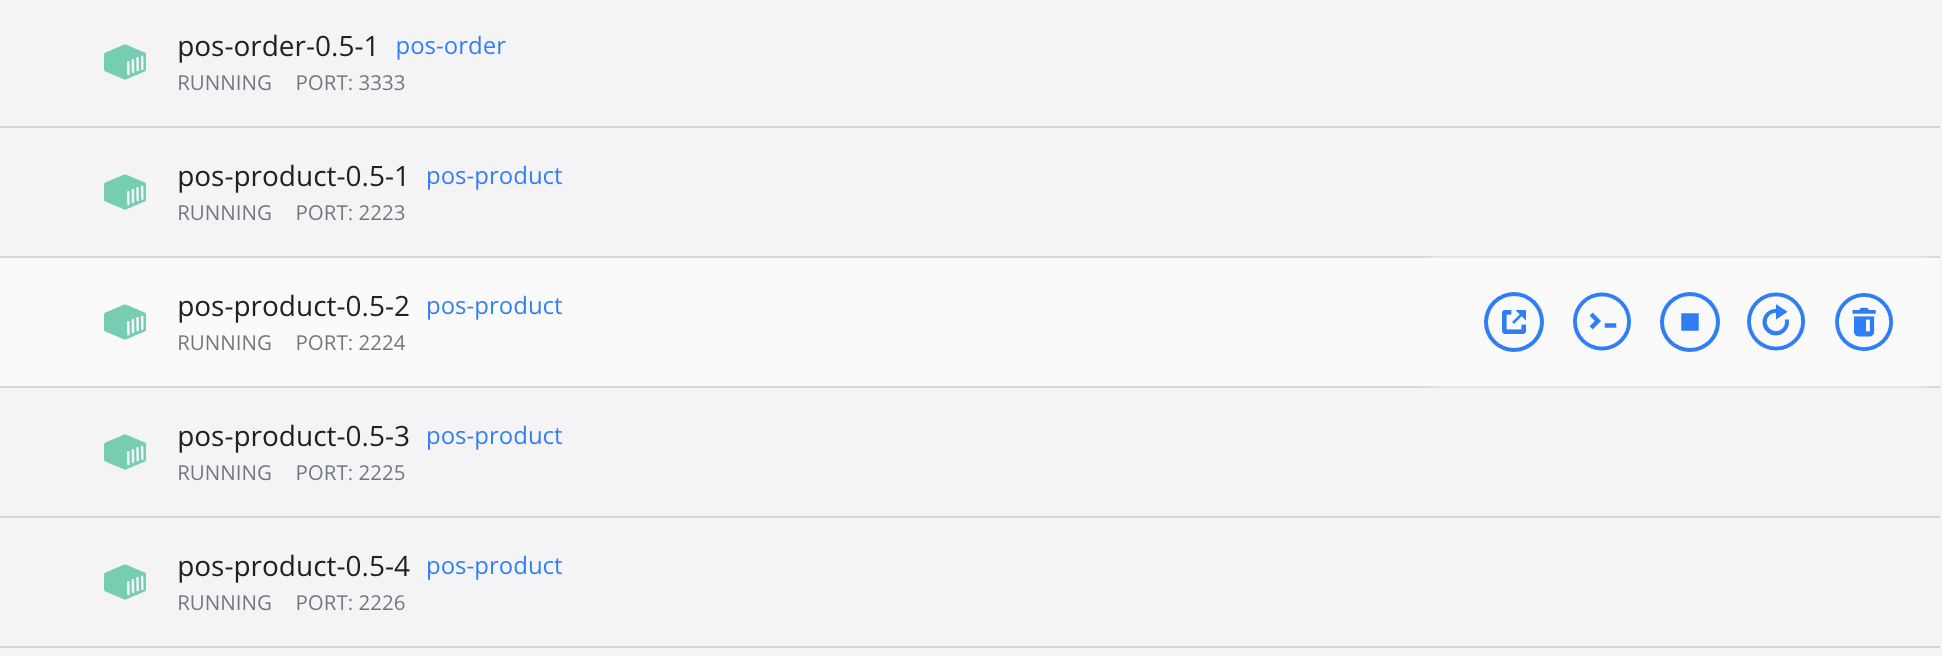 pos-order-0.5-1 pos-order
RUNNING PORT: 3333
pos-product-0.5-1 pos-product
RUNNING PORT: 2223
pos-product-0.5-2 pos-product
RUNNING PORT: 2224
pos-product-0.5-3 pos-product
RUNNING PORT: 2225
pos-product-0.5-4 pos-product
RUNNING PORT: 2226